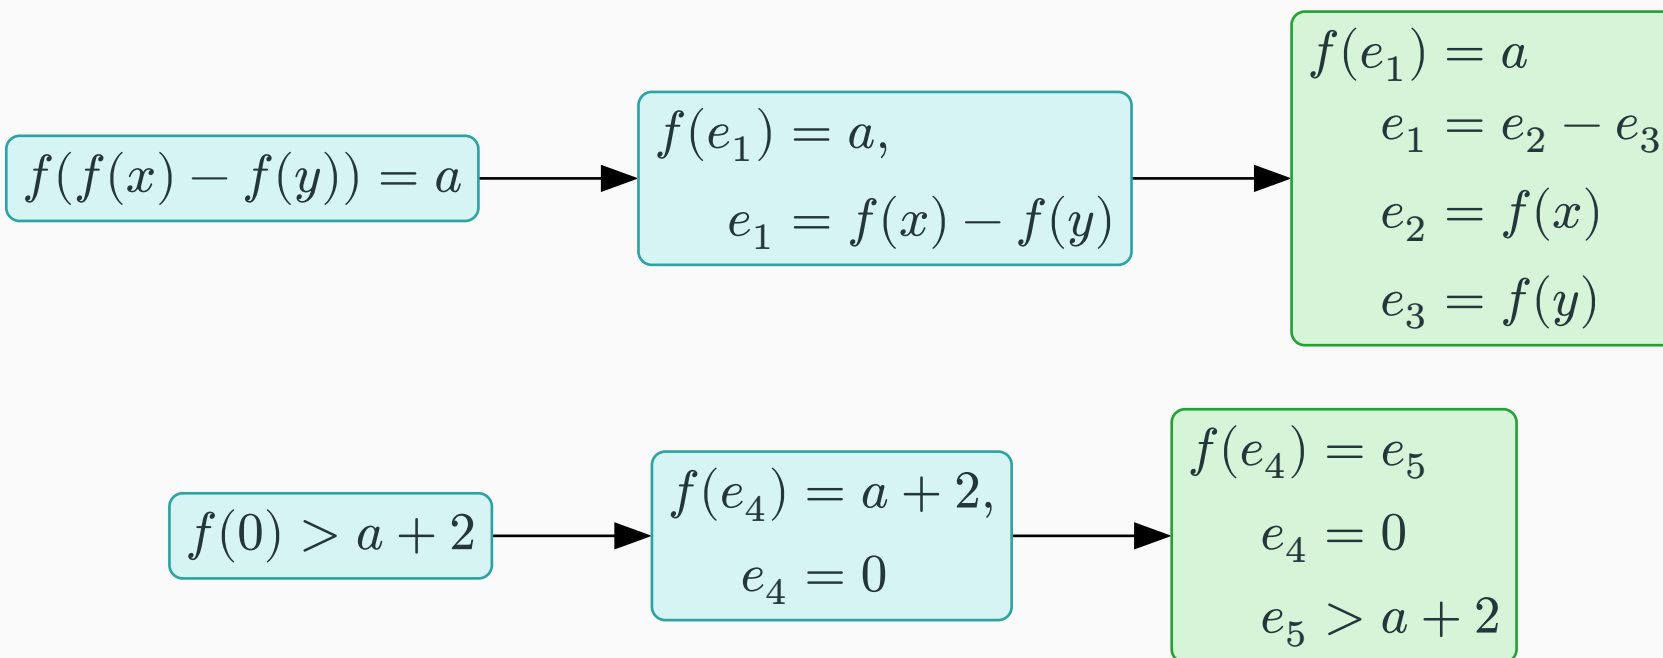 f(f(x) − f(y)) = a
f(e₁) = a,
e₁ = f(x) − f(y)
f(e₁) = a
e₁ = e₂ − e₃
e₂ = f(x)
e₃ = f(y)
f(0) > a + 2
f(e₄) = a + 2,
e₄ = 0
f(e₄) = e₅
e₄ = 0
e₅ > a + 2